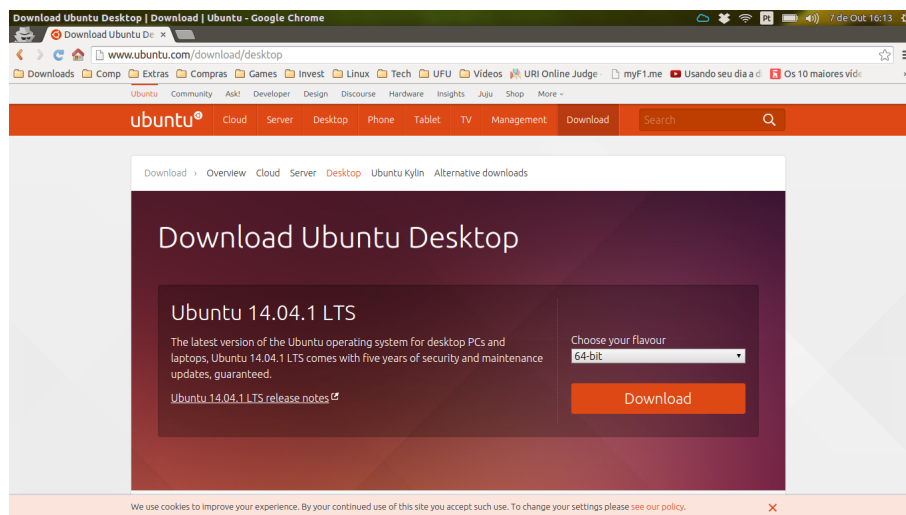 Download Ubuntu Desktop | Download | Ubuntu - Google Chrome
Pt 7 de Out 16:13
Download Ubuntu De ×
www.ubuntu.com/download/desktop
Downloads Comp Extras Compras Games Invest Linux Tech UFU Vídeos URI Online Judge - myF1.me Usando seu dia a d Os 10 maiores víde
Ubuntu Community Ask! Developer Design Discourse Hardware Insights Juju Shop More
ubuntu Cloud Server Desktop Phone Tablet TV Management Download Search
Download › Overview Cloud Server Desktop Ubuntu Kylin Alternative downloads
Download Ubuntu Desktop
Ubuntu 14.04.1 LTS
The latest version of the Ubuntu operating system for desktop PCs and
laptops, Ubuntu 14.04.1 LTS comes with five years of security and maintenance
updates, guaranteed.
Ubuntu 14.04.1 LTS release notes
Choose your flavour
64-bit
Download
We use cookies to improve your experience. By your continued use of this site you accept such use. To change your settings please see our policy. ×